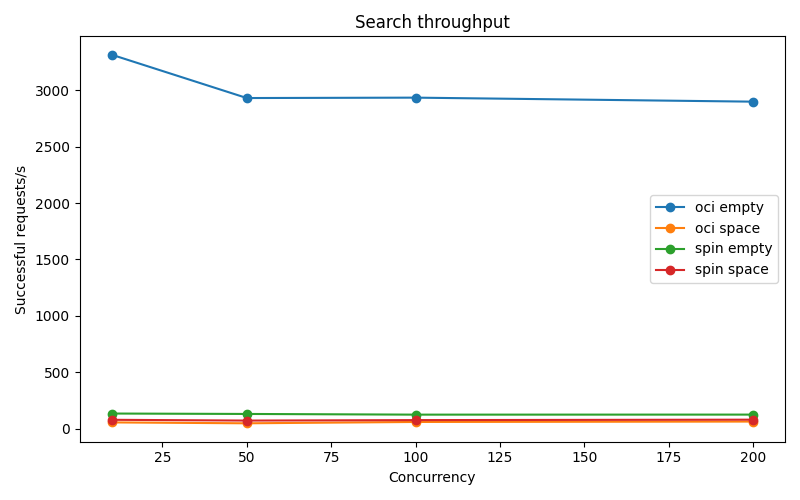 Search throughput
Successful requests/s
3000
2500
2000
1500
1000
500
0
oci empty
oci space
spin empty
spin space
25 50 75 100 125 150 175 200
Concurrency